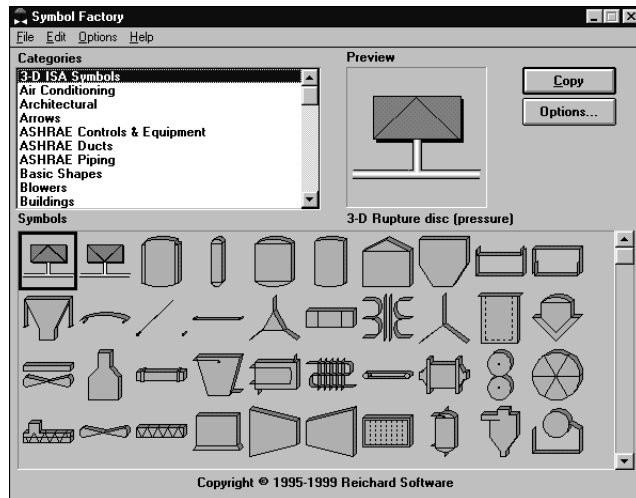 Symbol Factory
File Edit Options Help
Categories
Preview
3-D ISA Symbols
Air Conditioning
Architectural
Arrows
ASHRAE Controls & Equipment
ASHRAE Ducts
ASHRAE Piping
Basic Shapes
Blowers
Buildings
Copy
Options...
Symbols
3-D Rupture disc (pressure)
Copyright © 1995-1999 Reichard Software